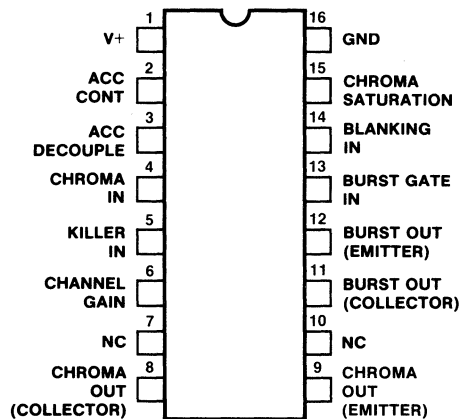 1
V+
2
ACC
CONT
3
ACC
DECOUPLE
4
CHROMA
IN
5
KILLER
IN
6
CHANNEL
GAIN
7
NC
8
CHROMA
OUT
(COLLECTOR)
16
GND
15
CHROMA
SATURATION
14
BLANKING
IN
13
BURST GATE
IN
12
BURST OUT
(EMITTER)
11
BURST OUT
(COLLECTOR)
10
NC
9
CHROMA
OUT
(EMITTER)